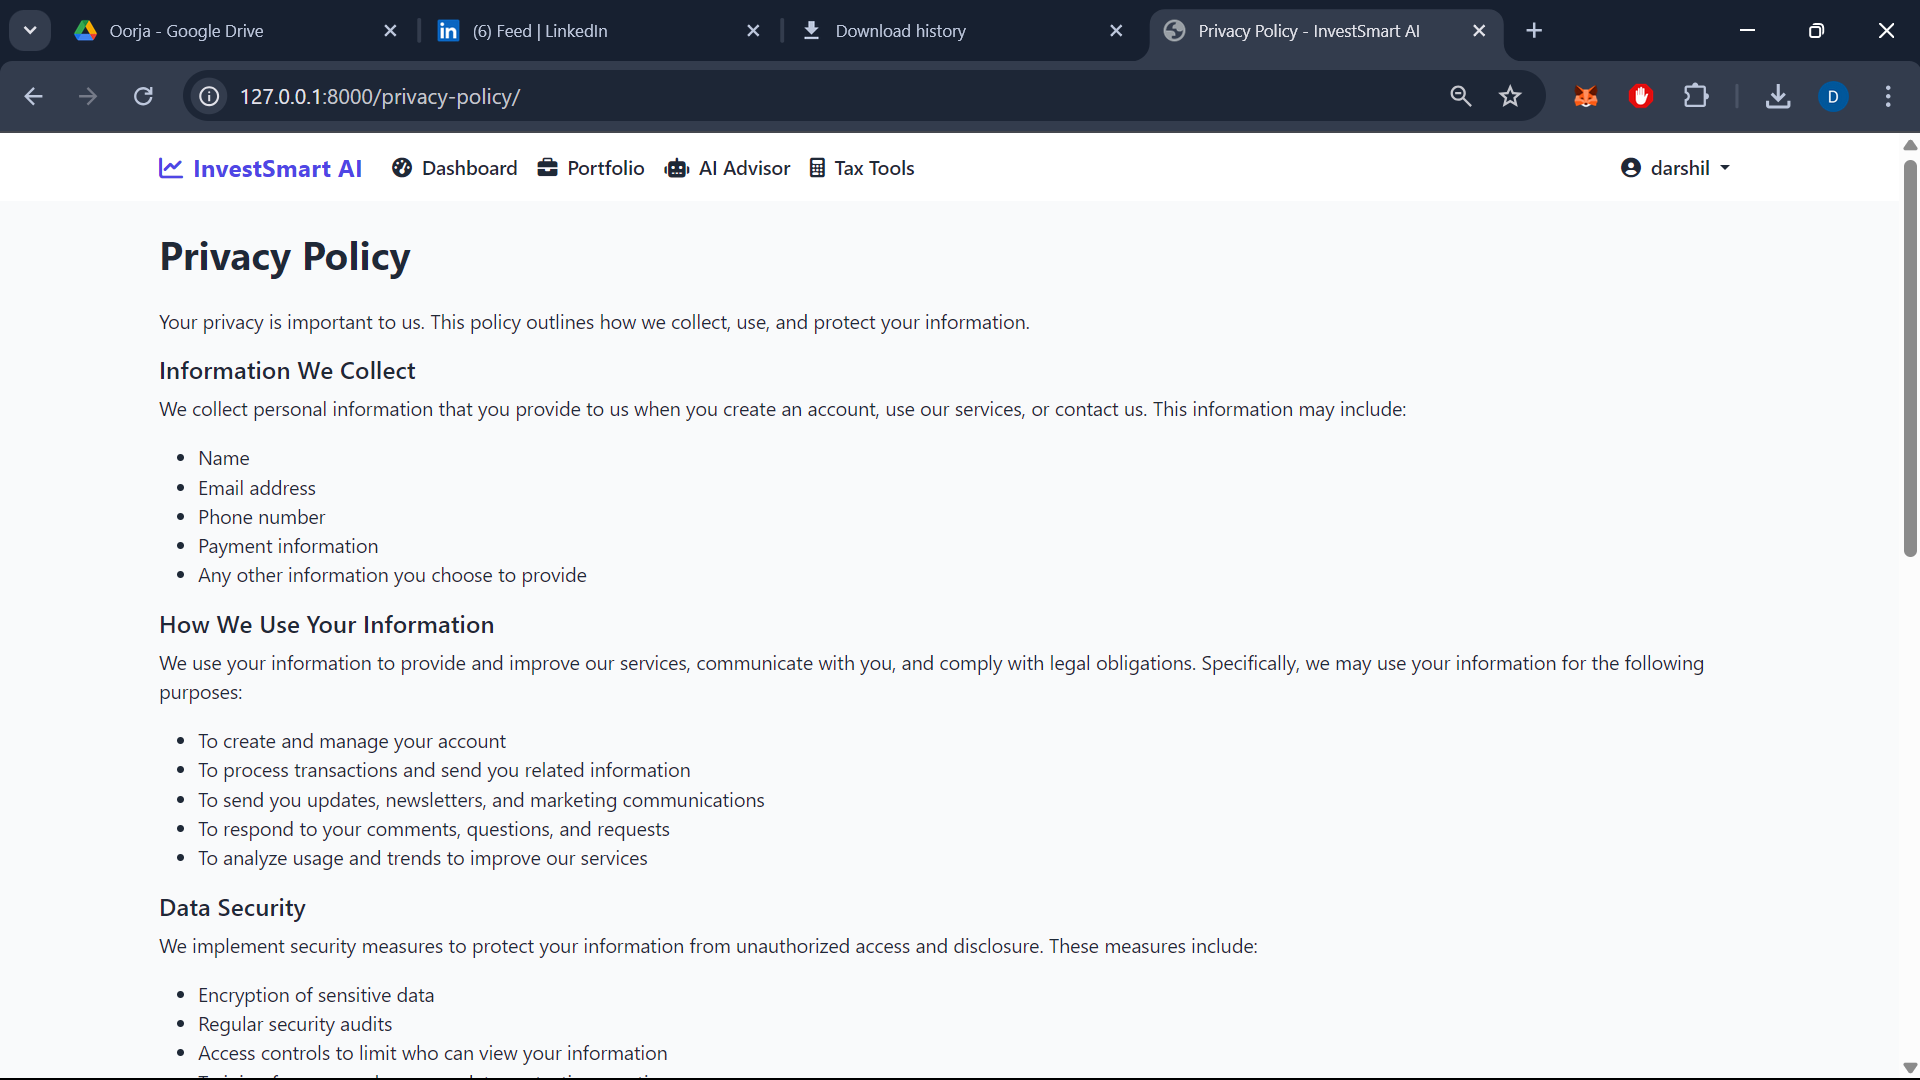 Oorja - Google Drive
(6) Feed | LinkedIn
Download history
Privacy Policy - InvestSmart AI
127.0.0.1:8000/privacy-policy/
D
InvestSmart AI
Dashboard
Portfolio
AI Advisor
Tax Tools
darshil
Privacy Policy
Your privacy is important to us. This policy outlines how we collect, use, and protect your information.
Information We Collect
We collect personal information that you provide to us when you create an account, use our services, or contact us. This information may include:
• Name
• Email address
• Phone number
• Payment information
• Any other information you choose to provide
How We Use Your Information
We use your information to provide and improve our services, communicate with you, and comply with legal obligations. Specifically, we may use your information for the following
purposes:
• To create and manage your account
• To process transactions and send you related information
• To send you updates, newsletters, and marketing communications
• To respond to your comments, questions, and requests
• To analyze usage and trends to improve our services
Data Security
We implement security measures to protect your information from unauthorized access and disclosure. These measures include:
• Encryption of sensitive data
• Regular security audits
• Access controls to limit who can view your information